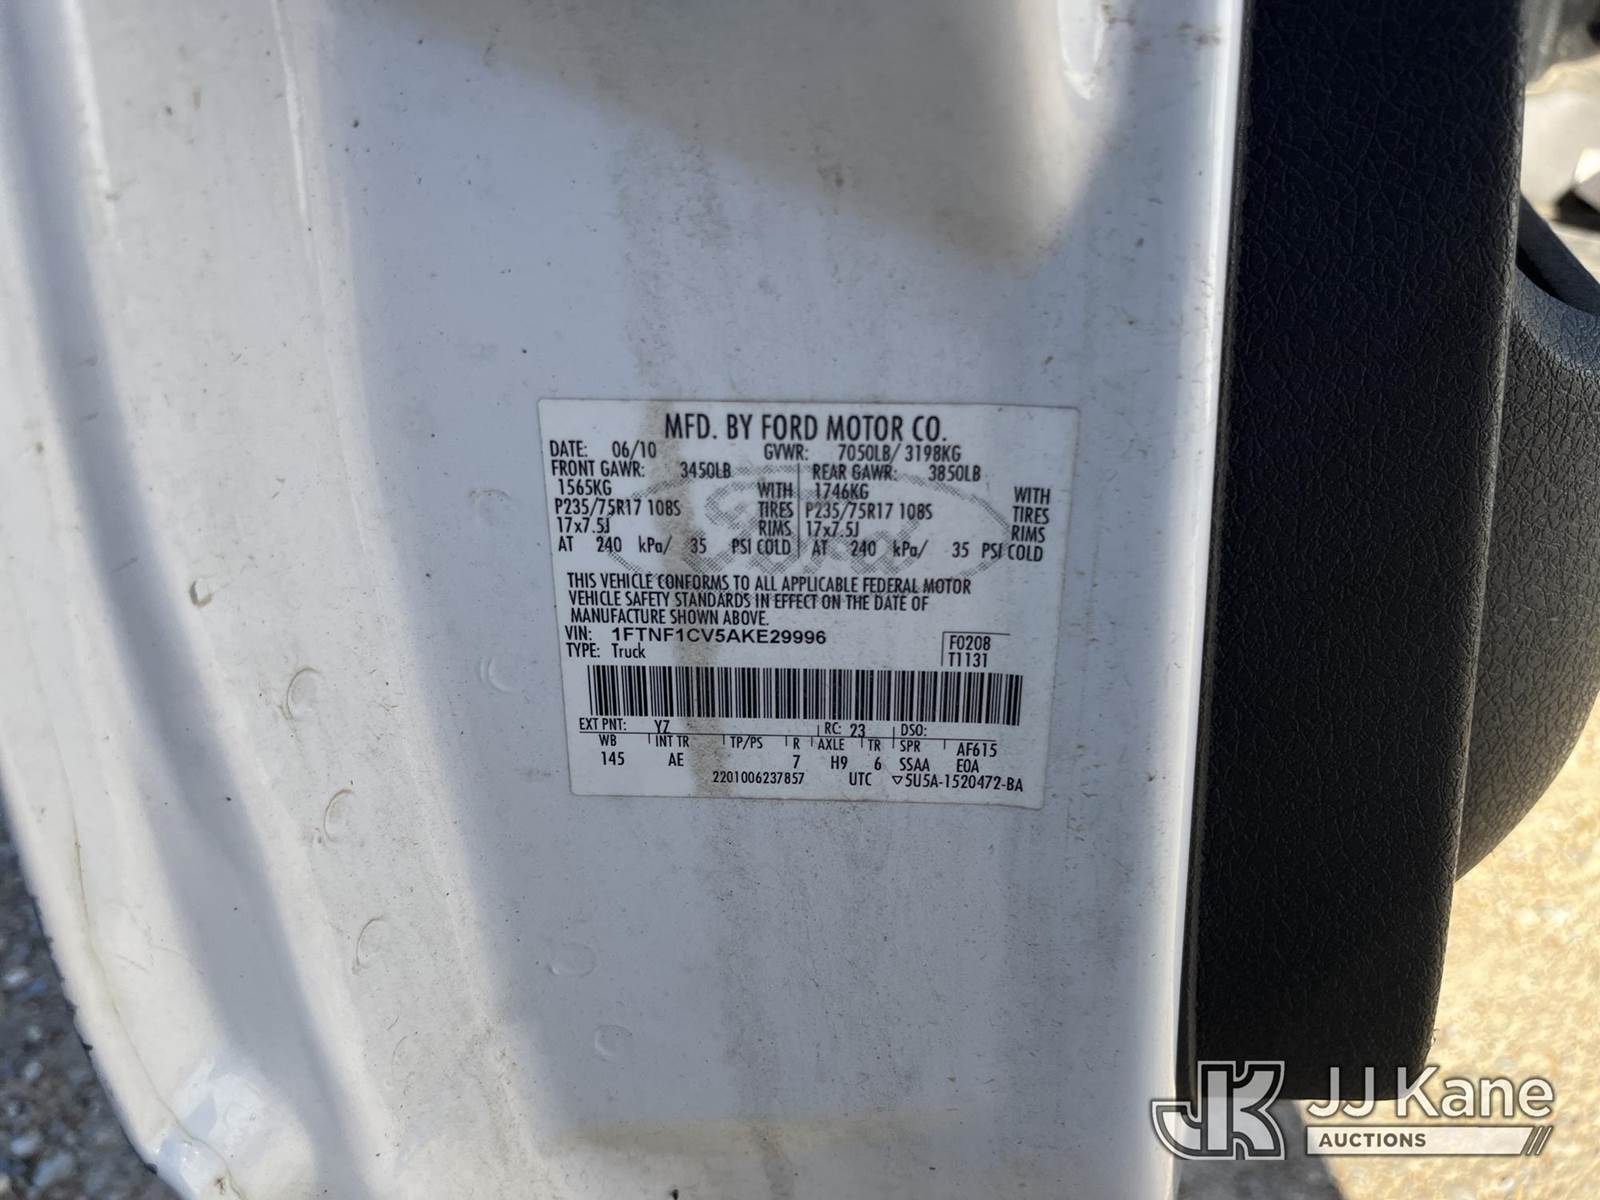 MFD. BY FORD MOTOR CO.
DATE: 06/10 GVWR: 7050LB/ 3198KG
FRONT GAWR: 3450LB REAR GAWR: 3850LB
1565KG WITH 1746KG WITH
P235/75R17 108S TIRES P235/75R17 108S TIRES
17x7.5J RIMS 17x7.5J RIMS
AT 240 kPa/ 35 PSI COLD AT 240 kPa/ 35 PSI COLD
Ford
THIS VEHICLE CONFORMS TO ALL APPLICABLE FEDERAL MOTOR
VEHICLE SAFETY STANDARDS IN EFFECT ON THE DATE OF
MANUFACTURE SHOWN ABOVE.
VIN: 1FTNF1CV5AKE29996 F0208
TYPE: Truck T1131
EXT PNT: YZ RC: 23 DSO:
WB INT TR TP/PS R AXLE TR SPR AF615
145 AE 7 H9 6 SSAA E0A
2201006237857 UTC ▽5U5A-1520472-BA
JK JJ Kane
AUCTIONS